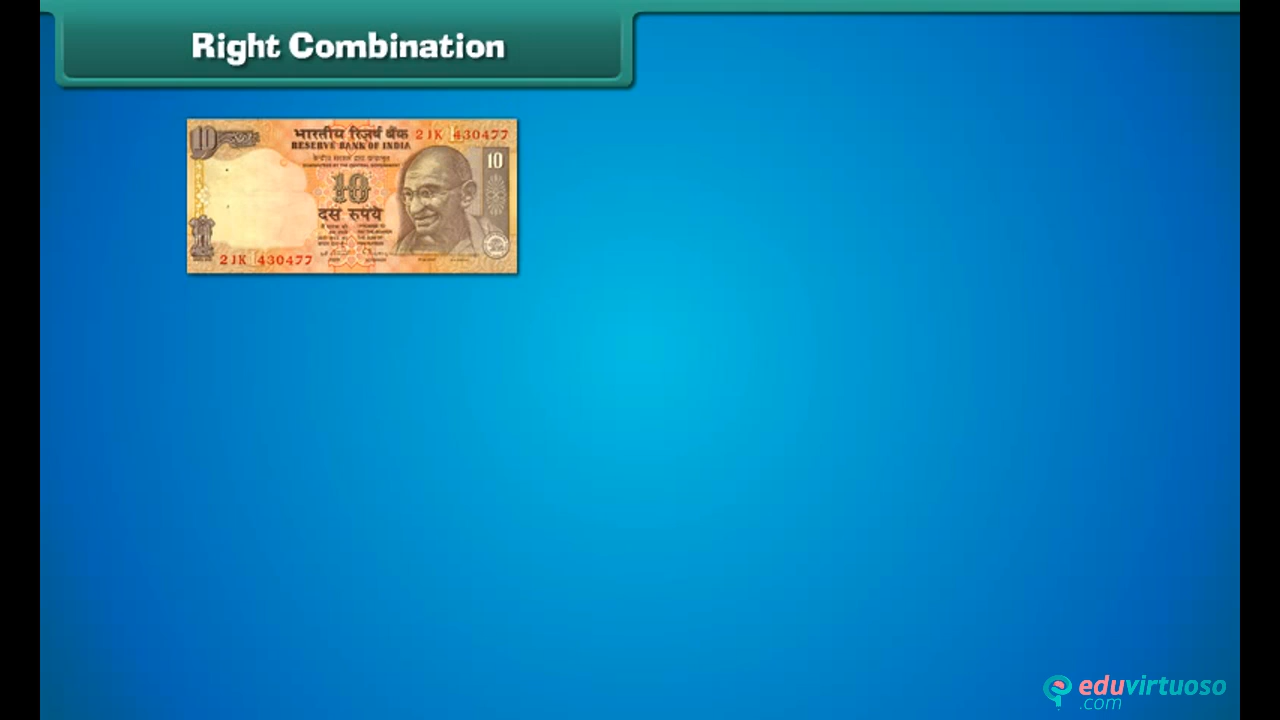 Right Combination
10
भारतीय रिज़र्व बैंक 2JK 430477
RESERVE BANK OF INDIA
10
10
दस रुपये
2JK 430477
eduvirtuoso
.com